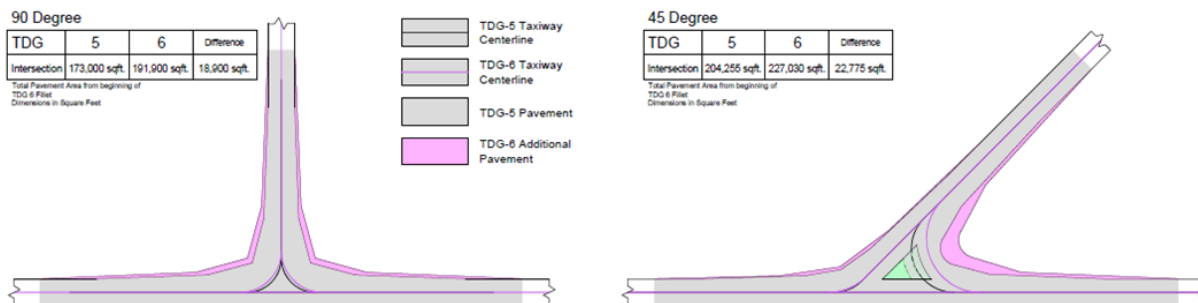 90 Degree
TDG 5 6 Difference
Intersection 173,000 sqft. 191,900 sqft. 18,900 sqft.
Total Pavement Area from beginning of
TDG 6 Fillet
Dimensions in Square Feet
TDG-5 Taxiway
Centerline
TDG-6 Taxiway
Centerline
TDG-5 Pavement
TDG-6 Additional
Pavement
45 Degree
TDG 5 6 Difference
Intersection 204,255 sqft. 227,030 sqft. 22,775 sqft.
Total Pavement Area from beginning of
TDG 6 Fillet
Dimensions in Square Feet